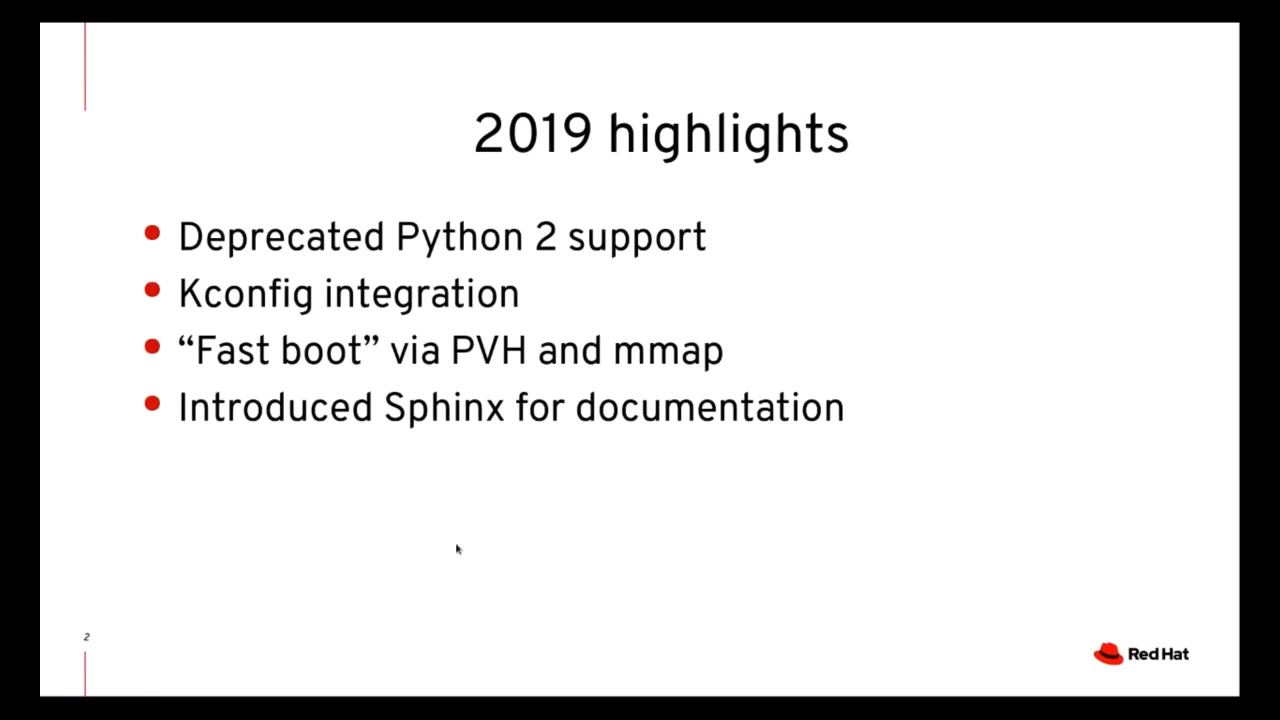 2019 highlights
Deprecated Python 2 support
Kconfig integration
“Fast boot” via PVH and mmap
Introduced Sphinx for documentation
2
Red Hat